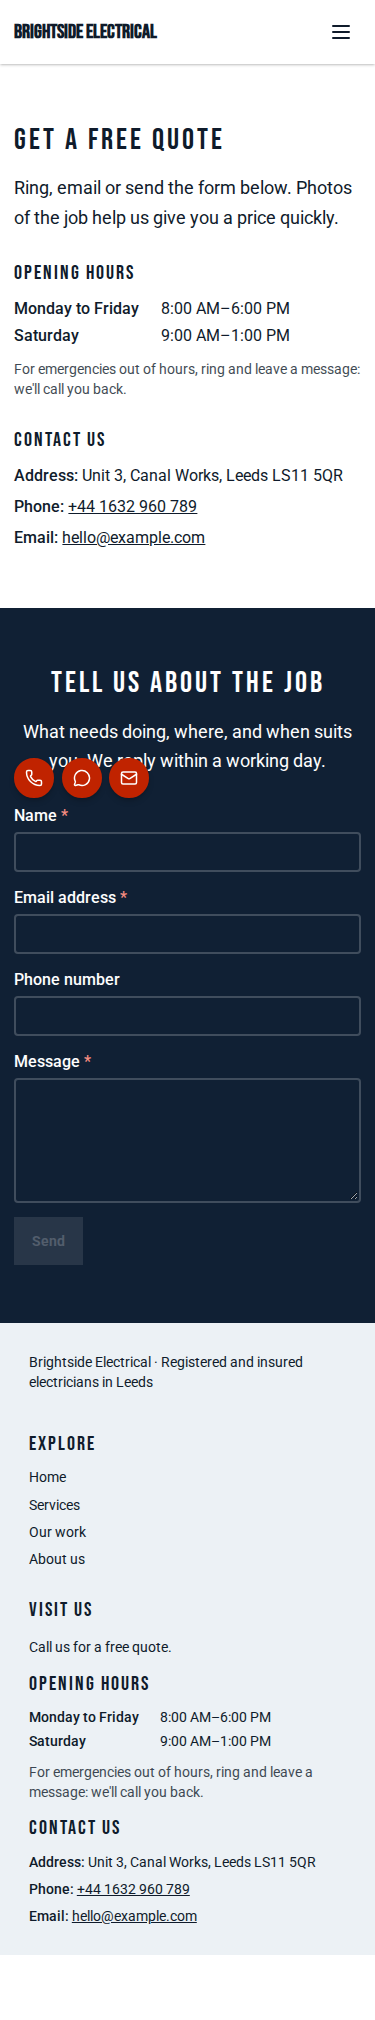 BRIGHTSIDE ELECTRICAL
GET A FREE QUOTE
Ring, email or send the form below. Photos
of the job help us give you a price quickly.
OPENING HOURS
Monday to Friday 8:00 AM–6:00 PM
Saturday 9:00 AM–1:00 PM
For emergencies out of hours, ring and leave a message:
we'll call you back.
CONTACT US
Address: Unit 3, Canal Works, Leeds LS11 5QR
Phone: +44 1632 960 789
Email: hello@example.com
TELL US ABOUT THE JOB
What needs doing, where, and when suits
you. We reply within a working day.
Name *
Email address *
Phone number
Message *
Send
Brightside Electrical · Registered and insured
electricians in Leeds
EXPLORE
Home
Services
Our work
About us
VISIT US
Call us for a free quote.
OPENING HOURS
Monday to Friday 8:00 AM–6:00 PM
Saturday 9:00 AM–1:00 PM
For emergencies out of hours, ring and leave a
message: we'll call you back.
CONTACT US
Address: Unit 3, Canal Works, Leeds LS11 5QR
Phone: +44 1632 960 789
Email: hello@example.com